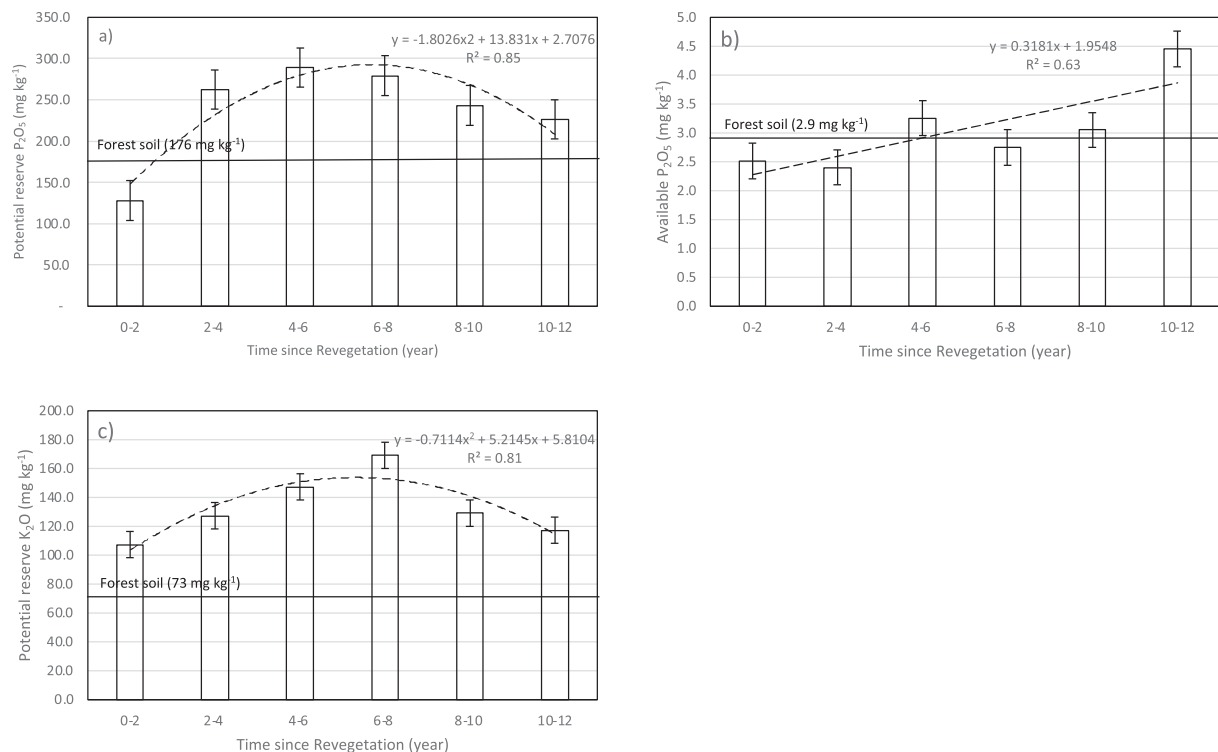 a)
y = -1.8026x2 + 13.831x + 2.7076
R² = 0.85
Forest soil (176 mg kg⁻¹)
Potential reserve P₂O₅ (mg kg⁻¹)
350.0
300.0
250.0
200.0
150.0
100.0
50.0
-
0-2 2-4 4-6 6-8 8-10 10-12
Time since Revegetation (year)
b)
y = 0.3181x + 1.9548
R² = 0.63
Forest soil (2.9 mg kg⁻¹)
Available P₂O₅ (mg kg⁻¹)
5.0
4.5
4.0
3.5
3.0
2.5
2.0
1.5
1.0
0.5
0.0
0-2 2-4 4-6 6-8 8-10 10-12
Time since Revegetation (year)
c)
y = -0.7114x² + 5.2145x + 5.8104
R² = 0.81
Forest soil (73 mg kg⁻¹)
Potential reserve K₂O (mg kg⁻¹)
200.0
180.0
160.0
140.0
120.0
100.0
80.0
60.0
40.0
20.0
0.0
0-2 2-4 4-6 6-8 8-10 10-12
Time since Revegetation (year)